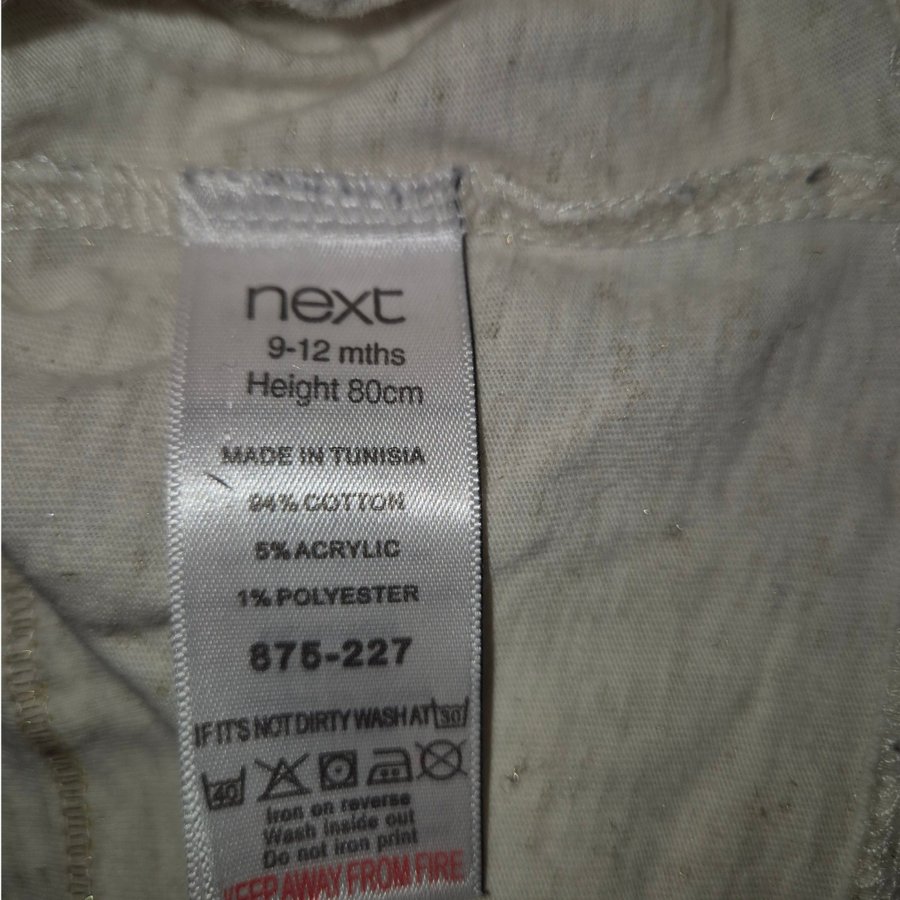 next
9-12 mths
Height 80cm
MADE IN TUNISIA
94% COTTON
5% ACRYLIC
1% POLYESTER
875-227
IF IT'S NOT DIRTY WASH AT 30
40
Iron on reverse
Wash inside out
Do not iron print
KEEP AWAY FROM FIRE